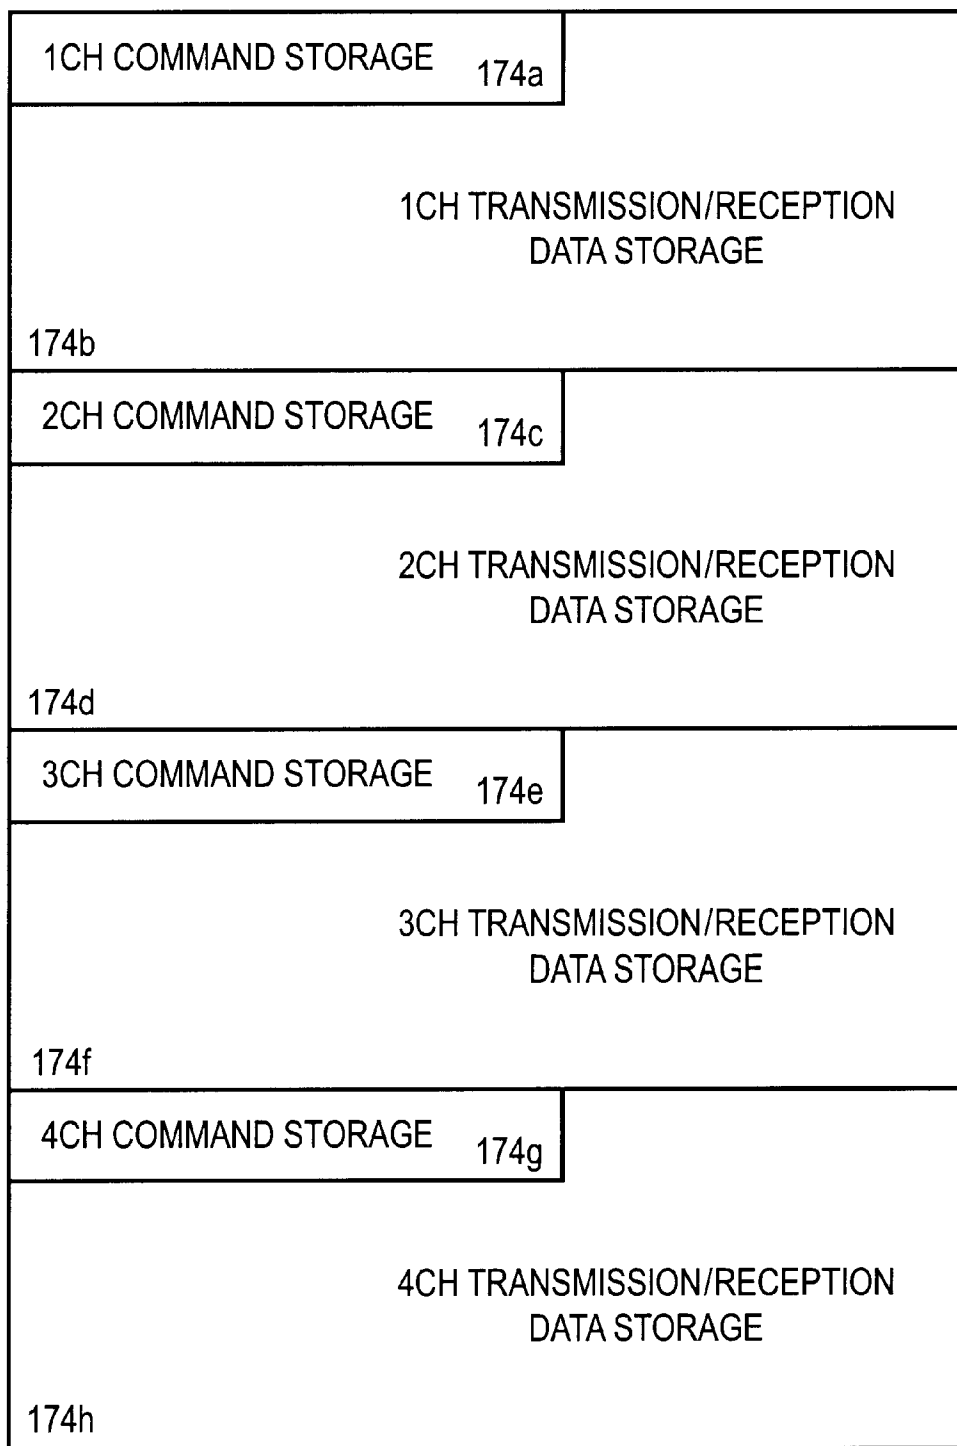 1CH COMMAND STORAGE 174a
1CH TRANSMISSION/RECEPTION
DATA STORAGE
174b
2CH COMMAND STORAGE 174c
2CH TRANSMISSION/RECEPTION
DATA STORAGE
174d
3CH COMMAND STORAGE 174e
3CH TRANSMISSION/RECEPTION
DATA STORAGE
174f
4CH COMMAND STORAGE 174g
4CH TRANSMISSION/RECEPTION
DATA STORAGE
174h